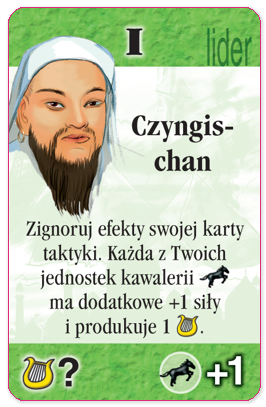 I
lider
Czyngis-
chan
Zignoruj efekty swojej karty
taktyki. Każda z Twoich
jednostek kawalerii
ma dodatkowe +1 siły
i produkuje 1 .
? +1